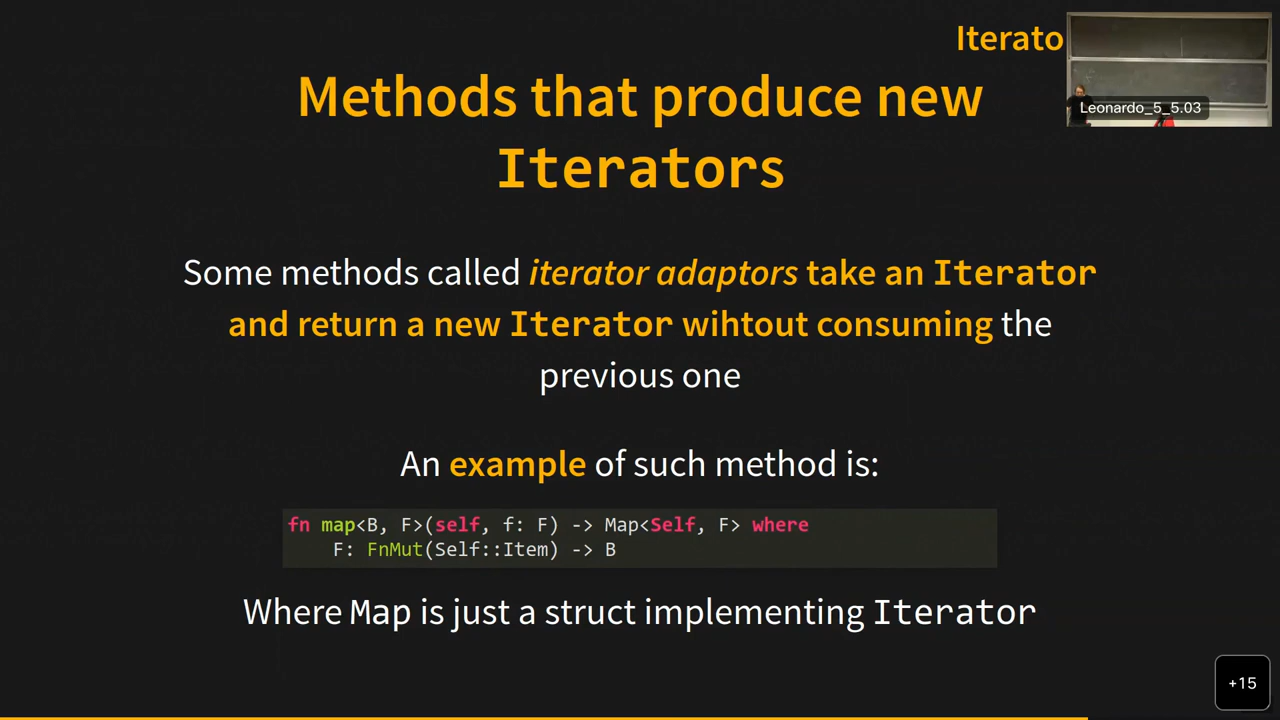 Iterato
Leonardo_5_5.03
Methods that produce new
Iterators
Some methods called iterator adaptors take an Iterator
and return a new Iterator wihtout consuming the
previous one
An example of such method is:
fn map<B, F>(self, f: F) -> Map<Self, F> where
    F: FnMut(Self::Item) -> B
Where Map is just a struct implementing Iterator
+15